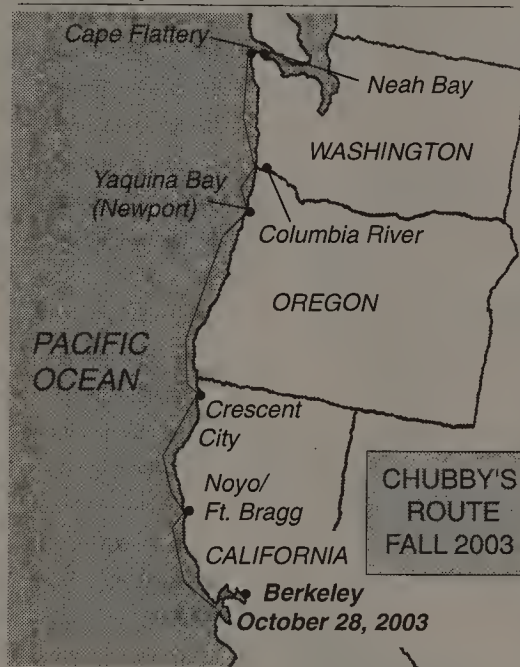 Cape Flattery
Neah Bay
WASHINGTON
Yaquina Bay
(Newport)
Columbia River
OREGON
PACIFIC
OCEAN
Crescent
City
Noyo/
Ft. Bragg
CHUBBY'S
ROUTE
FALL 2003
CALIFORNIA
Berkeley
October 28, 2003